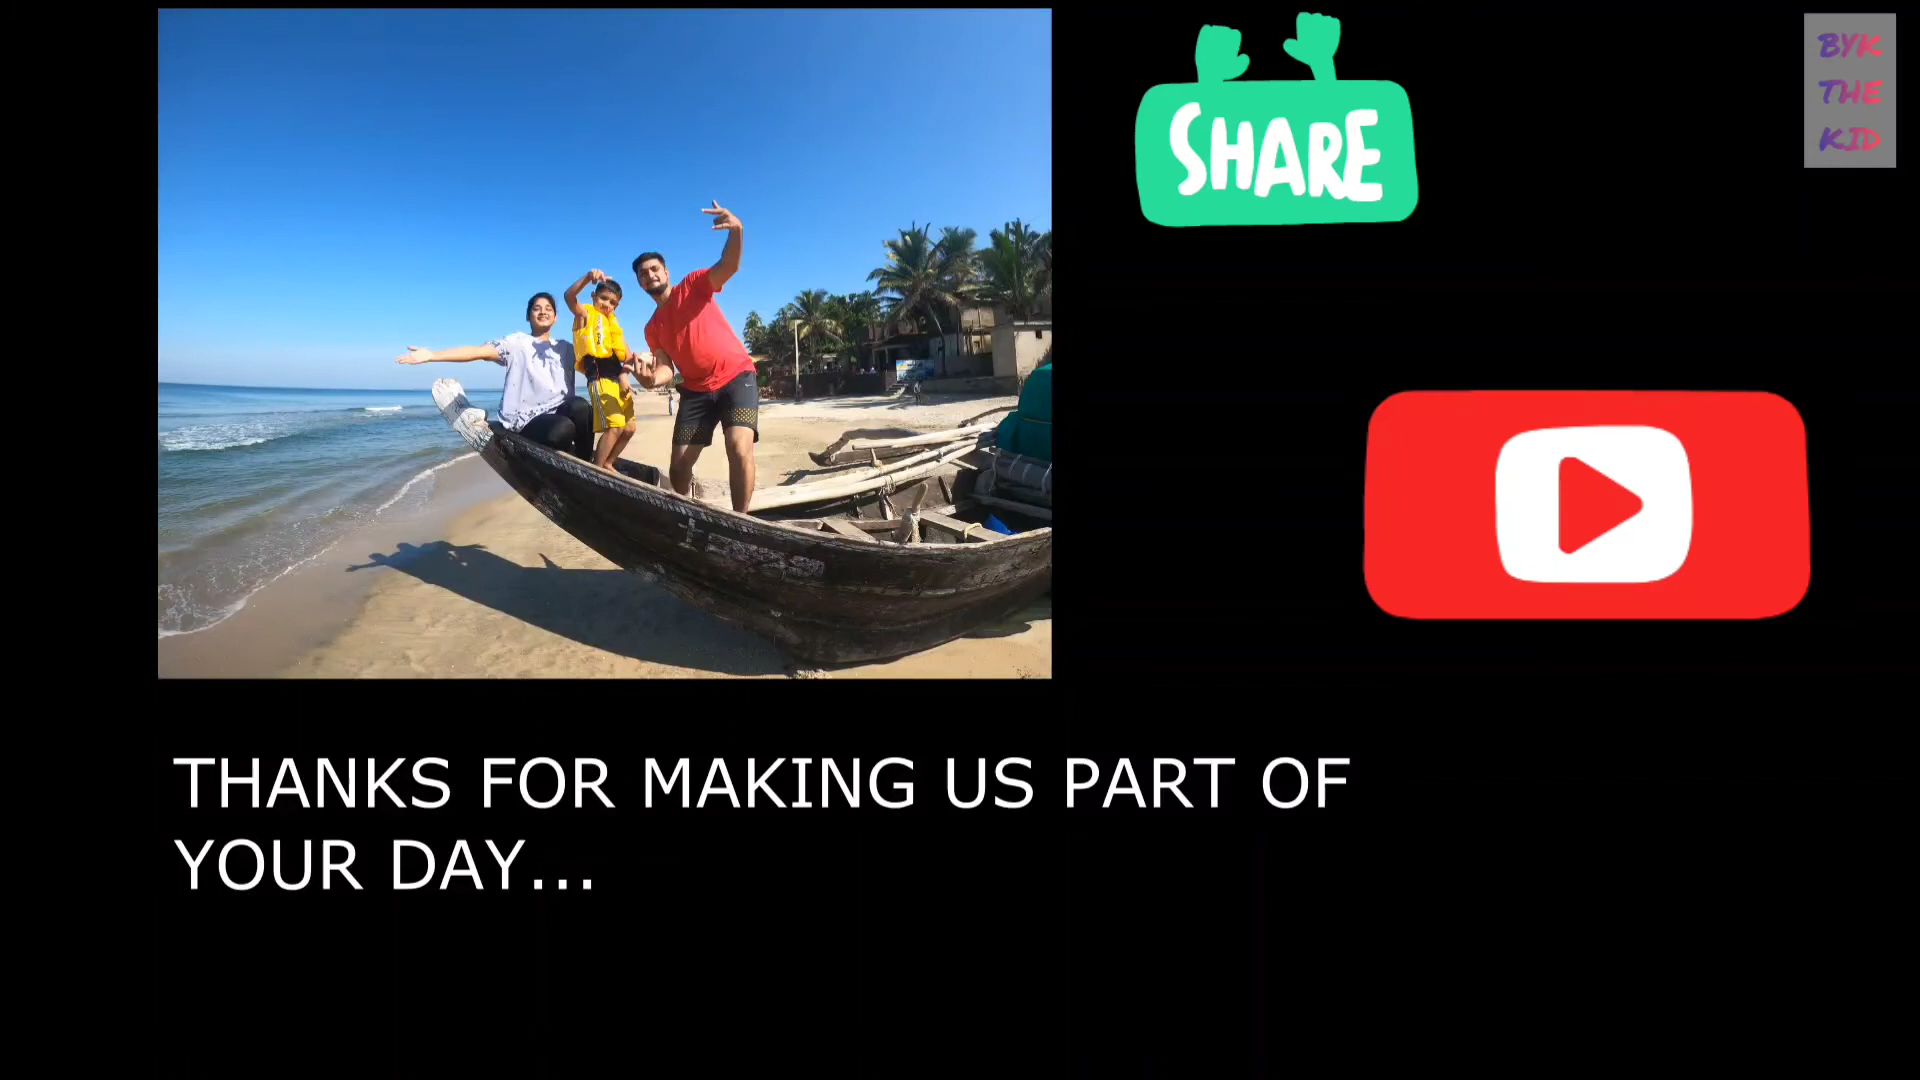 SHARE
BYK
THE
KID
THANKS FOR MAKING US PART OF
YOUR DAY...